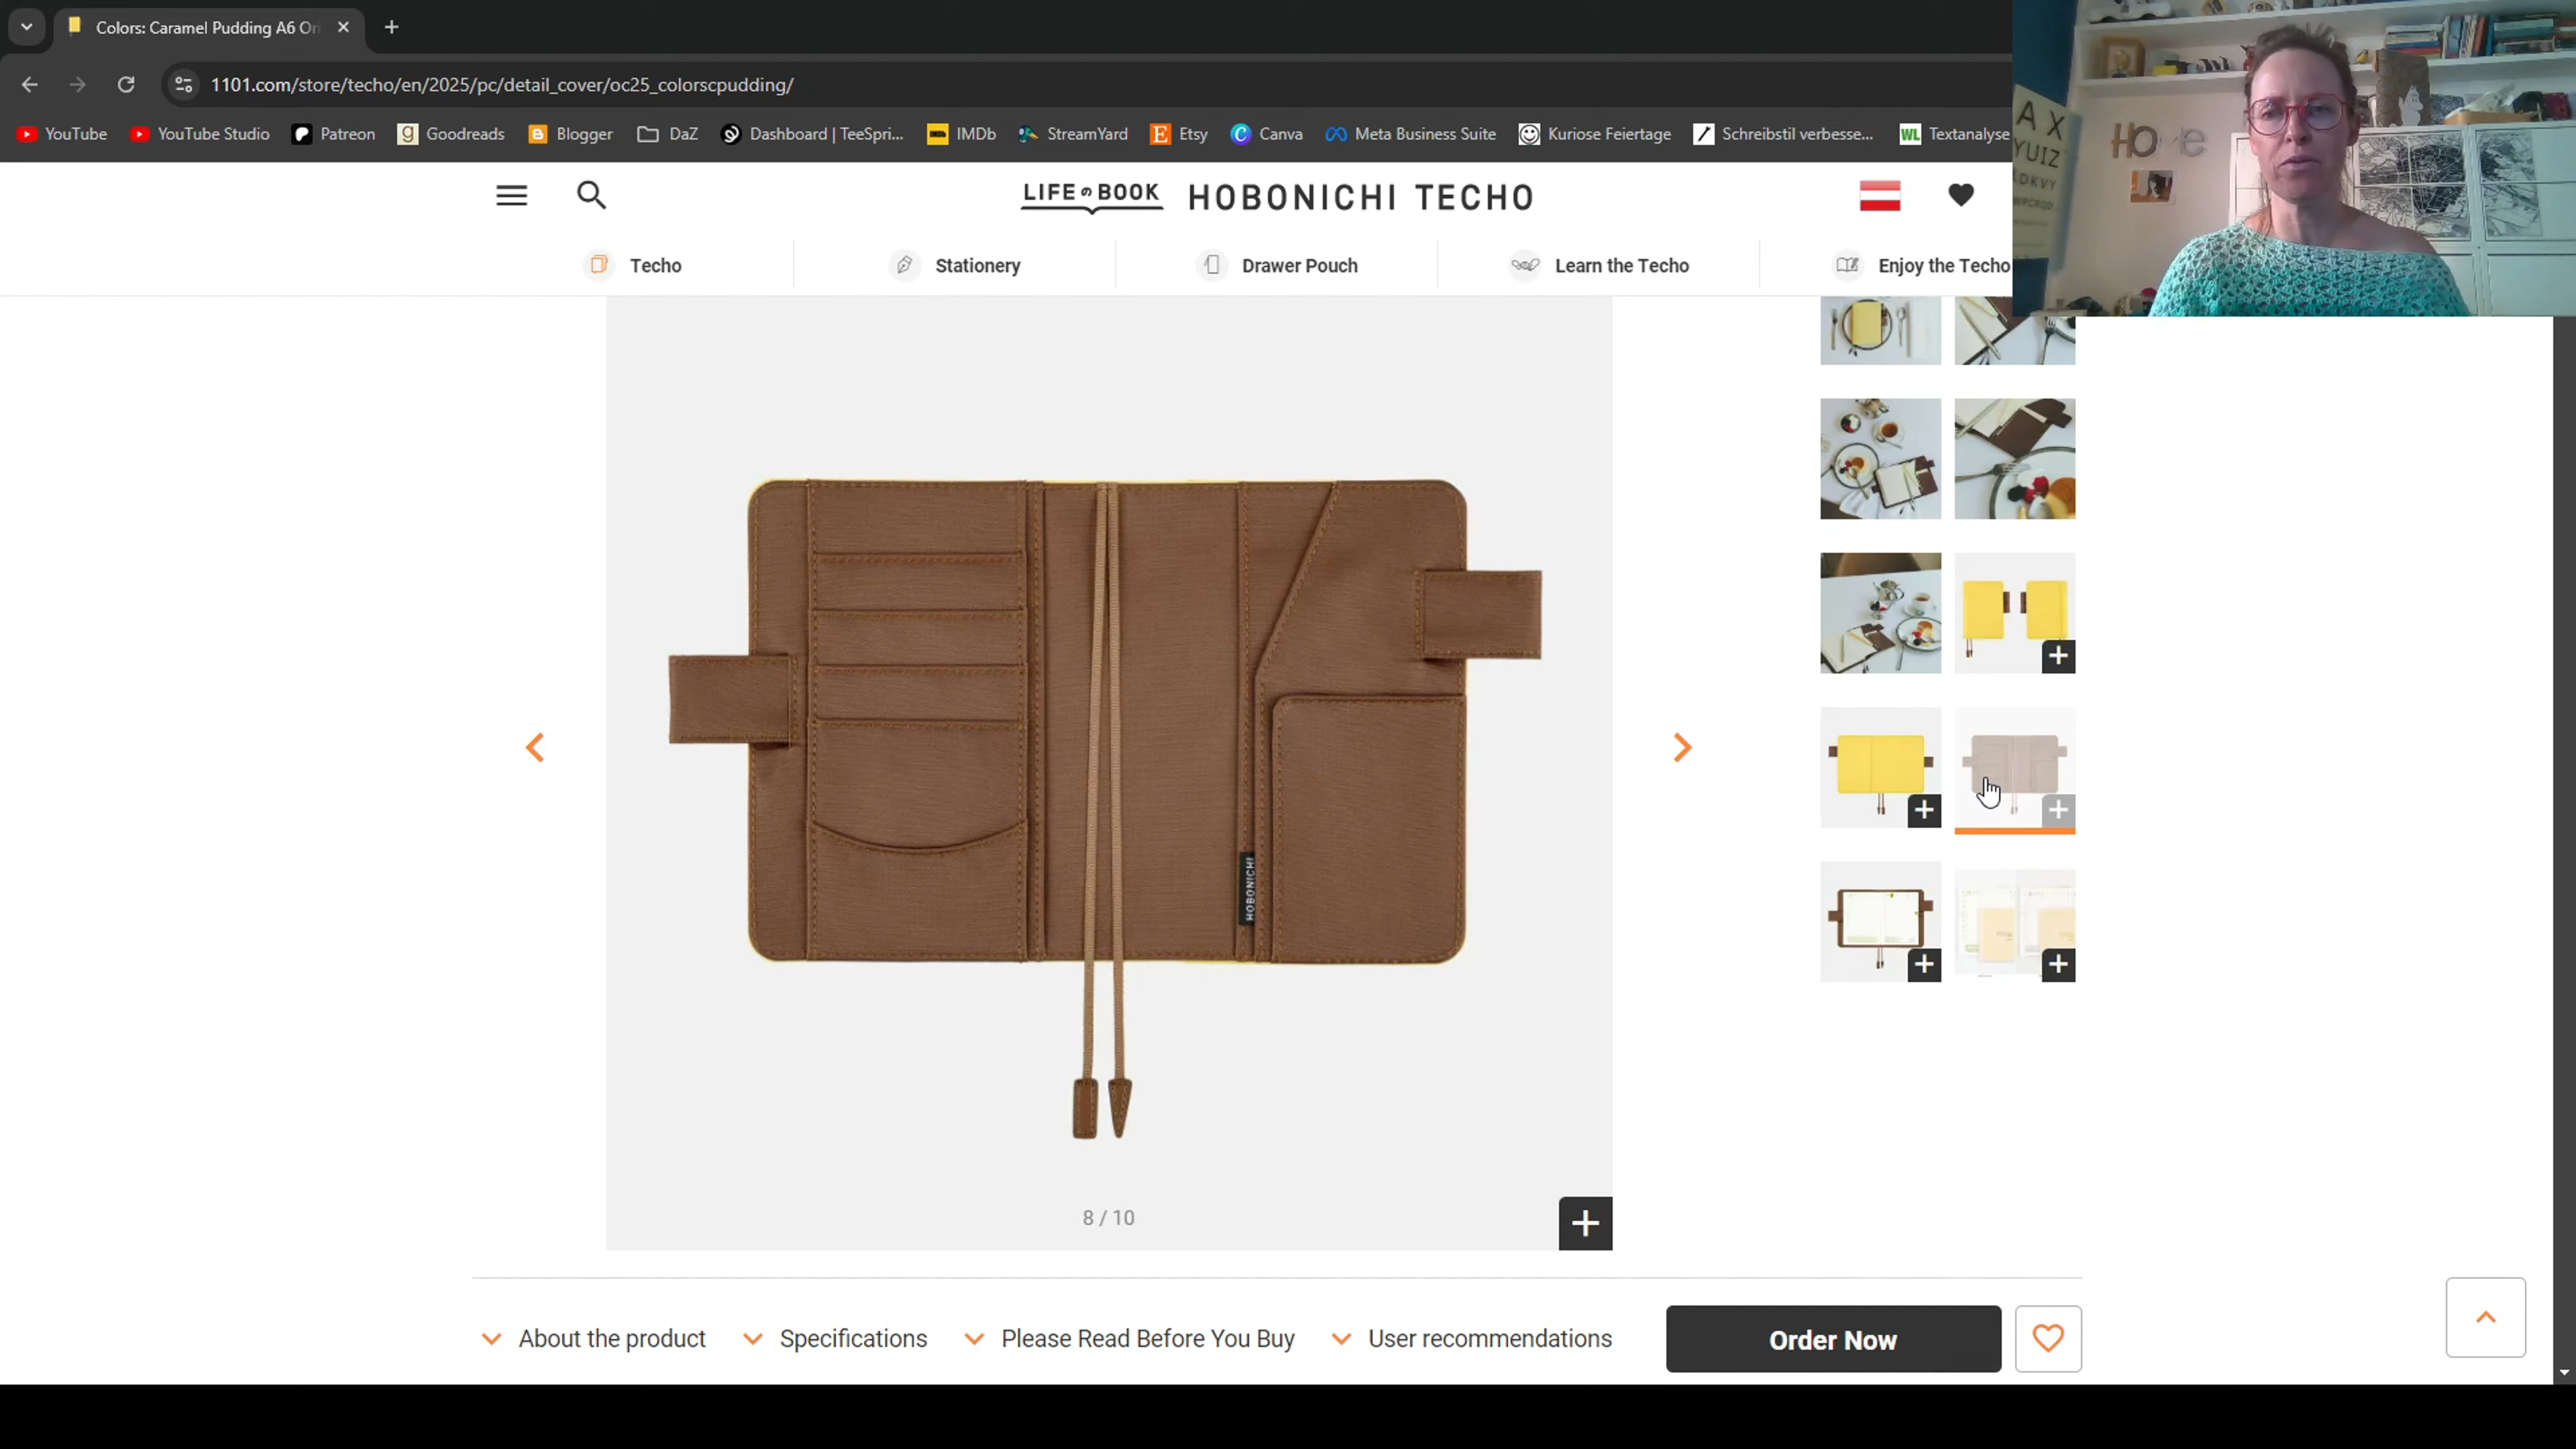 Colors: Caramel Pudding A6 Ori
1101.com/store/techo/en/2025/pc/detail_cover/oc25_colorscpudding/
YouTube
YouTube Studio
Patreon
Goodreads
Blogger
DaZ
Dashboard | TeeSpri...
IMDb
StreamYard
Etsy
Canva
Meta Business Suite
Kuriose Feiertage
Schreibstil verbesse...
Textanalyse
LIFE BOOK
HOBONICHI TECHO
Techo
Stationery
Drawer Pouch
Learn the Techo
Enjoy the Techo
HOBONICHI
8 / 10
About the product
Specifications
Please Read Before You Buy
User recommendations
Order Now
A X
YUIZ
DKVY